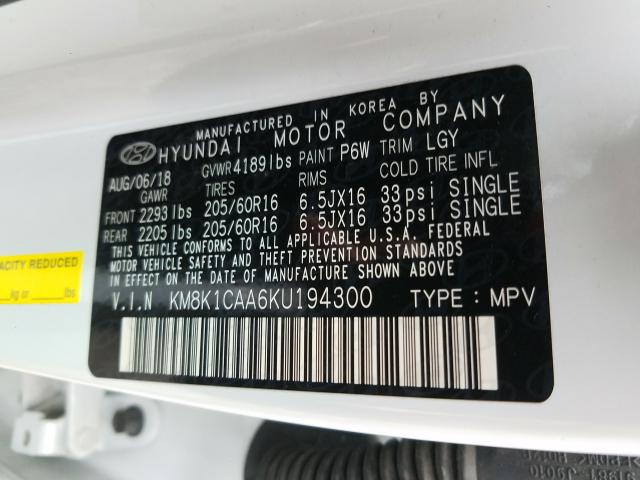 MANUFACTURED IN KOREA BY
HYUNDAI MOTOR COMPANY
AUG/06/18 GVWR4189lbs PAINT P6W TRIM LGY
GAWR TIRES RIMS COLD TIRE INFL
FRONT 2293 lbs 205/60R16 6.5JX16 33psi SINGLE
REAR 2205 lbs 205/60R16 6.5JX16 33psi SINGLE
THIS VEHICLE CONFORMS TO ALL APPLICABLE U.S.A. FEDERAL
MOTOR VEHICLE SAFETY AND THEFT PREVENTION STANDARDS
IN EFFECT ON THE DATE OF MANUFACTURE SHOWN ABOVE.
V.I.N KM8K1CAA6KU194300 TYPE : MPV
ACITY REDUCED
kg or lbs